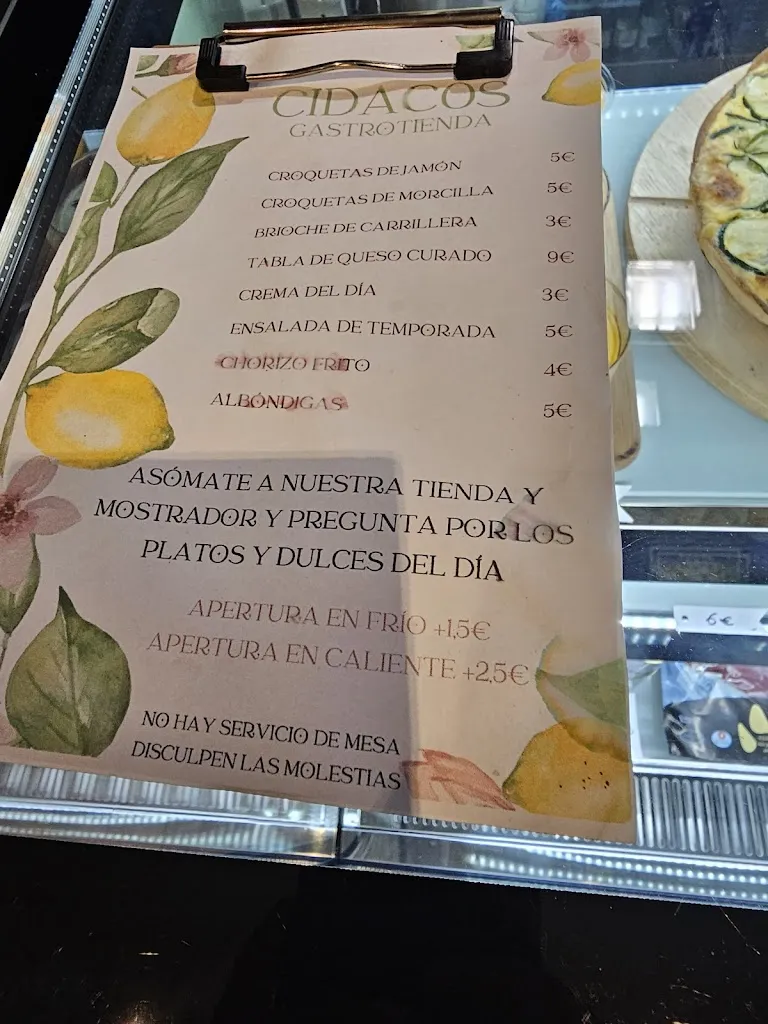 CIDACOS
GASTROTIENDA
CROQUETAS DE JAMÓN 5€
CROQUETAS DE MORCILLA 5€
BRIOCHE DE CARRILLERA 3€
TABLA DE QUESO CURADO 9€
CREMA DEL DÍA 3€
ENSALADA DE TEMPORADA 5€
CHORIZO FRITO 4€
ALBÓNDIGAS 5€
ASÓMATE A NUESTRA TIENDA Y
MOSTRADOR Y PREGUNTA POR LOS
PLATOS Y DULCES DEL DÍA
APERTURA EN FRÍO +1,5€
APERTURA EN CALIENTE +2,5€
NO HAY SERVICIO DE MESA
DISCULPEN LAS MOLESTIAS
6€